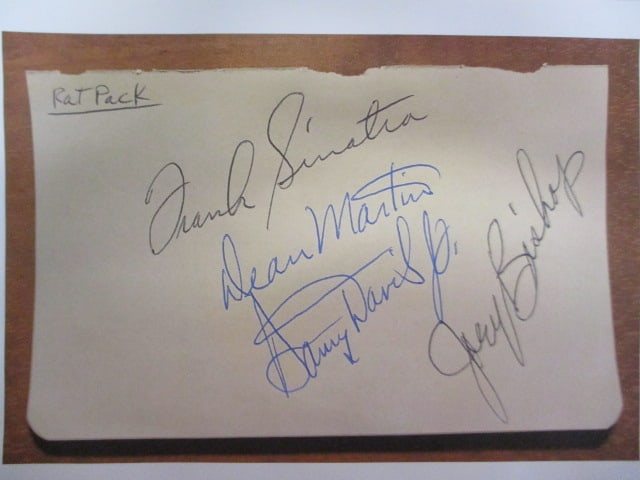 Rat Pack
Frank Sinatra
Dean Martin
Sammy Davis Jr.
Joey Bishop